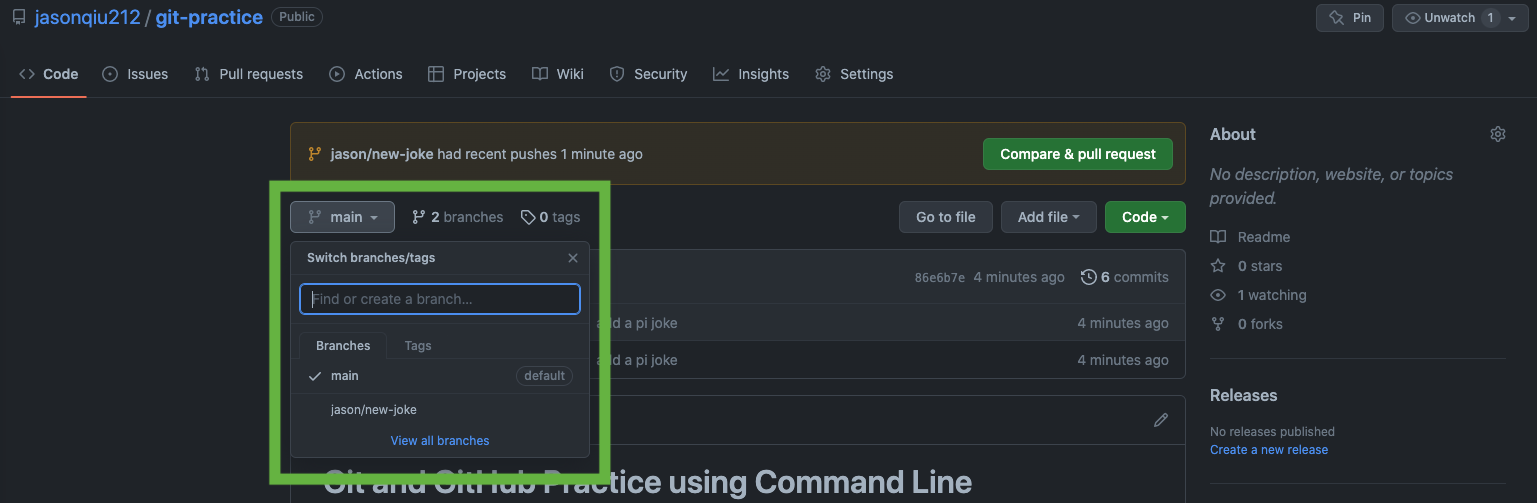 jasonqiu212 / git-practice Public
Pin Unwatch 1
Code Issues Pull requests Actions Projects Wiki Security Insights Settings
jason/new-joke had recent pushes 1 minute ago Compare & pull request
main 2 branches 0 tags Go to file Add file Code
Switch branches/tags
Find or create a branch...
Branches Tags
main default
jason/new-joke
View all branches
86e6b7e 4 minutes ago 6 commits
add a pi joke 4 minutes ago
add a pi joke 4 minutes ago
Git and GitHub Practice using Command Line
About
No description, website, or topics
provided.
Readme
0 stars
1 watching
0 forks
Releases
No releases published
Create a new release